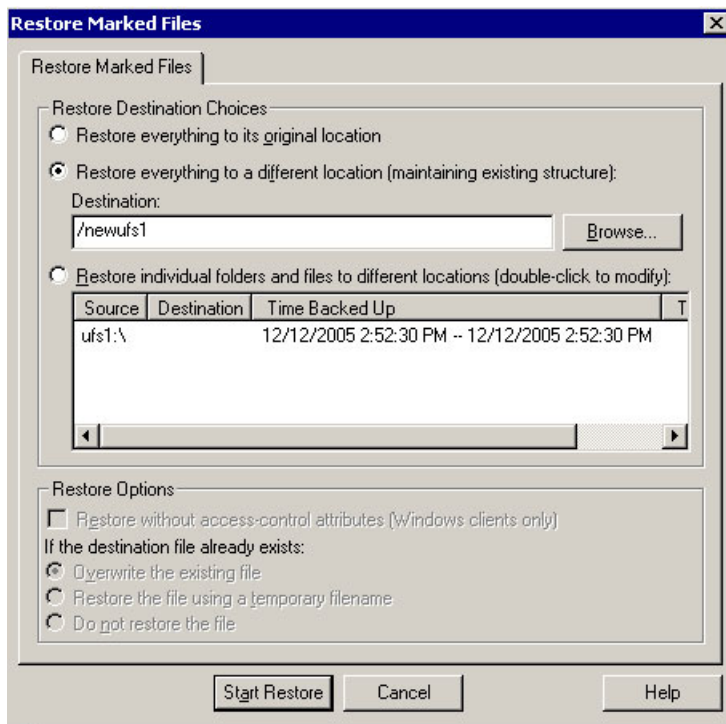 Restore Marked Files
Restore Marked Files
Restore Destination Choices
Restore everything to its original location
Restore everything to a different location (maintaining existing structure):
Destination:
/newufs1
Browse...
Restore individual folders and files to different locations (double-click to modify):
Source Destination Time Backed Up T
ufs1:\ 12/12/2005 2:52:30 PM -- 12/12/2005 2:52:30 PM
Restore Options
Restore without access-control attributes (Windows clients only)
If the destination file already exists:
Overwrite the existing file
Restore the file using a temporary filename
Do not restore the file
Start Restore Cancel Help